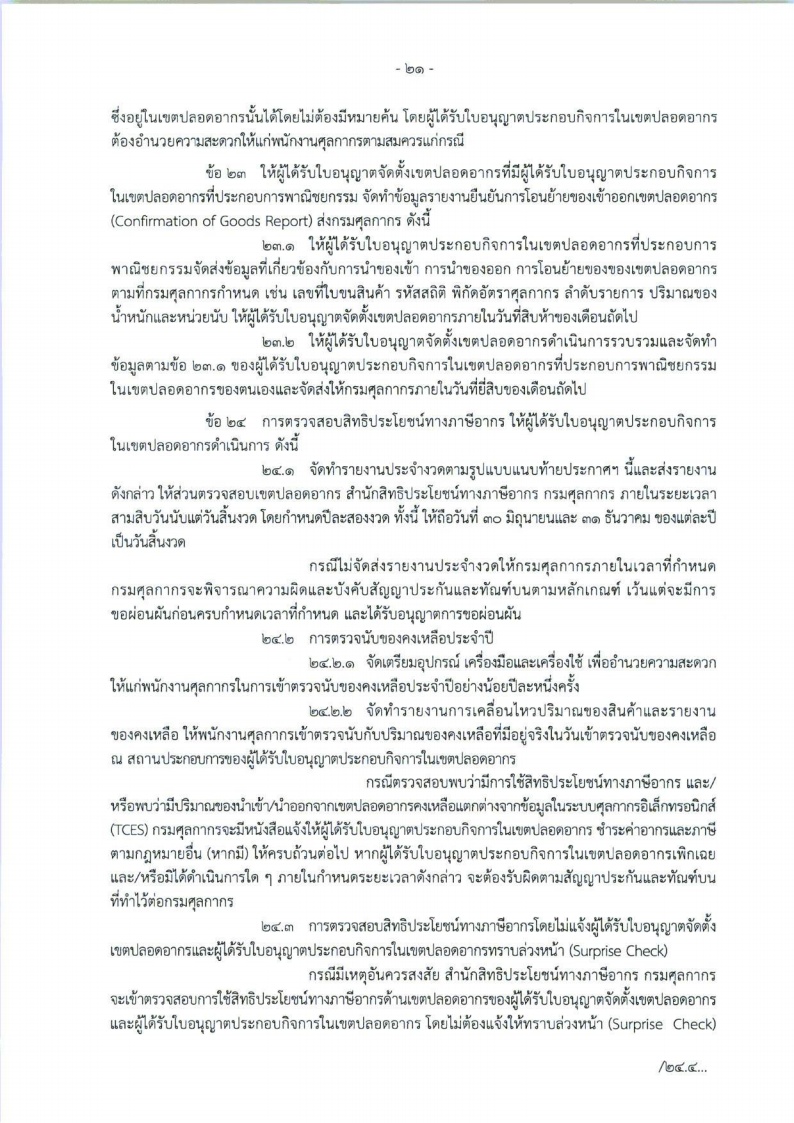 - ๒๑ -
ซึ่งอยู่ในเขตปลอดอากรนั้นได้โดยไม่ต้องมีหมายค้น โดยผู้ได้รับใบอนุญาตประกอบกิจการในเขตปลอดอากร
ต้องอำนวยความสะดวกให้แก่พนักงานศุลกากรตามสมควรแก่กรณี
ข้อ ๒๓ ให้ผู้ได้รับใบอนุญาตจัดตั้งเขตปลอดอากรที่มีผู้ได้รับใบอนุญาตประกอบกิจการ
ในเขตปลอดอากรที่ประกอบการพาณิชยกรรม จัดทำข้อมูลรายงานยืนยันการโอนย้ายของเข้าออกเขตปลอดอากร
(Confirmation of Goods Report) ส่งกรมศุลกากร ดังนี้
๒๓.๑ ให้ผู้ได้รับใบอนุญาตประกอบกิจการในเขตปลอดอากรที่ประกอบการ
พาณิชยกรรมจัดส่งข้อมูลที่เกี่ยวข้องกับการนำของเข้า การนำของออก การโอนย้ายของของเขตปลอดอากร
ตามที่กรมศุลกากรกำหนด เช่น เลขที่ใบขนสินค้า รหัสสถิติ พิกัดอัตราศุลกากร ลำดับรายการ ปริมาณของ
น้ำหนักและหน่วยนับ ให้ผู้ได้รับใบอนุญาตจัดตั้งเขตปลอดอากรภายในวันที่สิบห้าของเดือนถัดไป
๒๓.๒ ให้ผู้ได้รับใบอนุญาตจัดตั้งเขตปลอดอากรดำเนินการรวบรวมและจัดทำ
ข้อมูลตามข้อ ๒๓.๑ ของผู้ได้รับใบอนุญาตประกอบกิจการในเขตปลอดอากรที่ประกอบการพาณิชยกรรม
ในเขตปลอดอากรของตนเองและจัดส่งให้กรมศุลกากรภายในวันที่ยี่สิบของเดือนถัดไป
ข้อ ๒๔ การตรวจสอบสิทธิประโยชน์ทางภาษีอากร ให้ผู้ได้รับใบอนุญาตประกอบกิจการ
ในเขตปลอดอากรดำเนินการ ดังนี้
๒๔.๑ จัดทำรายงานประจำงวดตามรูปแบบแนบท้ายประกาศฯ นี้และส่งรายงาน
ดังกล่าว ให้ส่วนตรวจสอบเขตปลอดอากร สำนักสิทธิประโยชน์ทางภาษีอากร กรมศุลกากร ภายในระยะเวลา
สามสิบวันนับแต่วันสิ้นงวด โดยกำหนดปีละสองงวด ทั้งนี้ ให้ถือวันที่ ๓๐ มิถุนายนและ ๓๑ ธันวาคม ของแต่ละปี
เป็นวันสิ้นงวด
กรณีไม่จัดส่งรายงานประจำงวดให้กรมศุลกากรภายในเวลาที่กำหนด
กรมศุลกากรจะพิจารณาความผิดและบังคับสัญญาประกันและทัณฑ์บนตามหลักเกณฑ์ เว้นแต่จะมีการ
ขอผ่อนผันก่อนครบกำหนดเวลาที่กำหนด และได้รับอนุญาตการขอผ่อนผัน
๒๔.๒ การตรวจนับของคงเหลือประจำปี
๒๔.๒.๑ จัดเตรียมอุปกรณ์ เครื่องมือและเครื่องใช้ เพื่ออำนวยความสะดวก
ให้แก่พนักงานศุลกากรในการเข้าตรวจนับของคงเหลือประจำปีอย่างน้อยปีละหนึ่งครั้ง
๒๔.๒.๒ จัดทำรายงานการเคลื่อนไหวปริมาณของสินค้าและรายงาน
ของคงเหลือ ให้พนักงานศุลกากรเข้าตรวจนับกับปริมาณของคงเหลือที่มีอยู่จริงในวันเข้าตรวจนับของคงเหลือ
ณ สถานประกอบการของผู้ได้รับใบอนุญาตประกอบกิจการในเขตปลอดอากร
กรณีตรวจสอบพบว่ามีการใช้สิทธิประโยชน์ทางภาษีอากร และ/
หรือพบว่ามีปริมาณของนำเข้า/นำออกจากเขตปลอดอากรคงเหลือแตกต่างจากข้อมูลในระบบศุลกากรอิเล็กทรอนิกส์
(TCES) กรมศุลกากรจะมีหนังสือแจ้งให้ผู้ได้รับใบอนุญาตประกอบกิจการในเขตปลอดอากร ชำระค่าอากรและภาษี
ตามกฎหมายอื่น (หากมี) ให้ครบถ้วนต่อไป หากผู้ได้รับใบอนุญาตประกอบกิจการในเขตปลอดอากรเพิกเฉย
และ/หรือมิได้ดำเนินการใด ๆ ภายในกำหนดระยะเวลาดังกล่าว จะต้องรับผิดตามสัญญาประกันและทัณฑ์บน
ที่ทำไว้ต่อกรมศุลกากร
๒๔.๓ การตรวจสอบสิทธิประโยชน์ทางภาษีอากรโดยไม่แจ้งผู้ได้รับใบอนุญาตจัดตั้ง
เขตปลอดอากรและผู้ได้รับใบอนุญาตประกอบกิจการในเขตปลอดอากรทราบล่วงหน้า (Surprise Check)
กรณีมีเหตุอันควรสงสัย สำนักสิทธิประโยชน์ทางภาษีอากร กรมศุลกากร
จะเข้าตรวจสอบการใช้สิทธิประโยชน์ทางภาษีอากรด้านเขตปลอดอากรของผู้ได้รับใบอนุญาตจัดตั้งเขตปลอดอากร
และผู้ได้รับใบอนุญาตประกอบกิจการในเขตปลอดอากร โดยไม่ต้องแจ้งให้ทราบล่วงหน้า (Surprise Check)
/๒๔.๔...